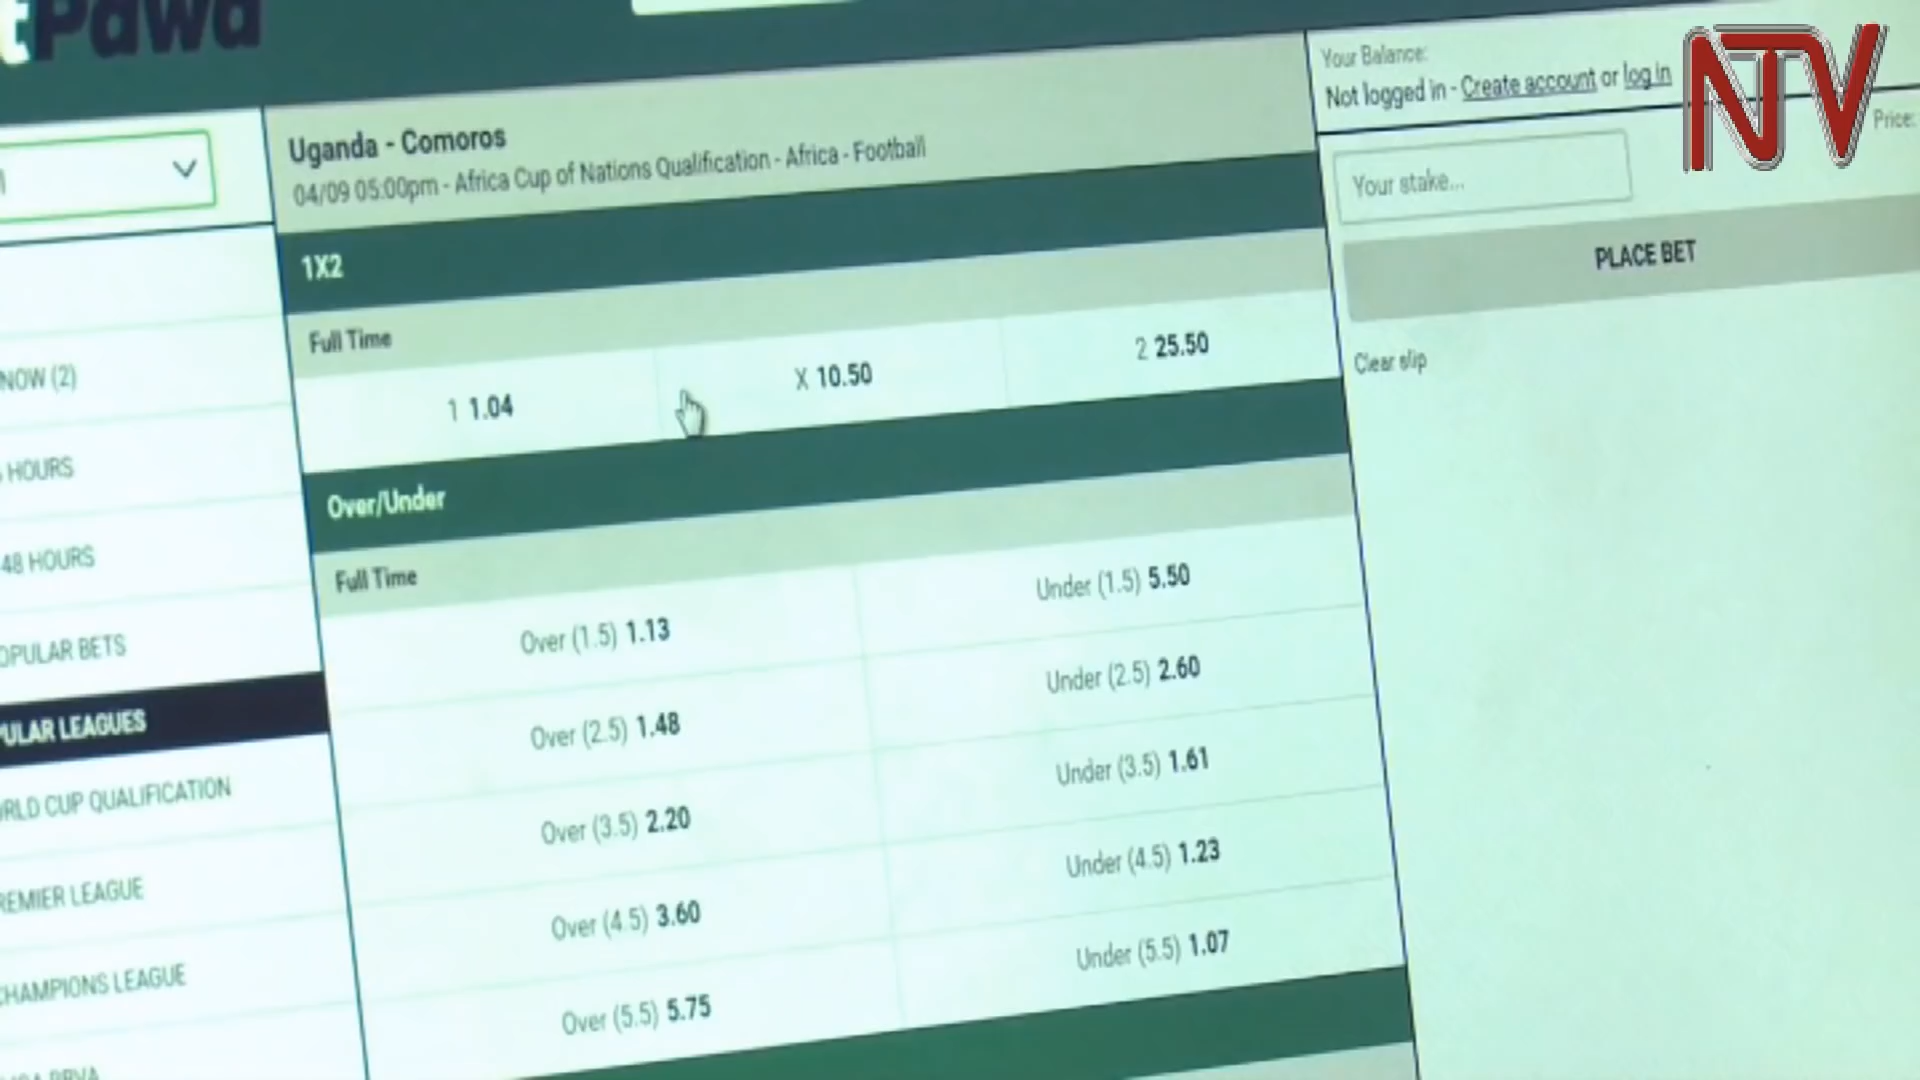 tPawa
NTV
Your Balance:
Not logged in - Create account or log in
Price:
Your stake...
PLACE BET
Clear slip
Uganda - Comoros
04/09 05:00pm - Africa Cup of Nations Qualification - Africa - Football
1X2
Full Time
1 1.04
X 10.50
2 25.50
Over/Under
Full Time
Over (1.5) 1.13
Under (1.5) 5.50
Over (2.5) 1.48
Under (2.5) 2.60
Over (3.5) 2.20
Under (3.5) 1.61
Over (4.5) 3.60
Under (4.5) 1.23
Over (5.5) 5.75
Under (5.5) 1.07
NOW (2)
HOURS
48 HOURS
OPULAR BETS
PULAR LEAGUES
RLD CUP QUALIFICATION
REMIER LEAGUE
CHAMPIONS LEAGUE